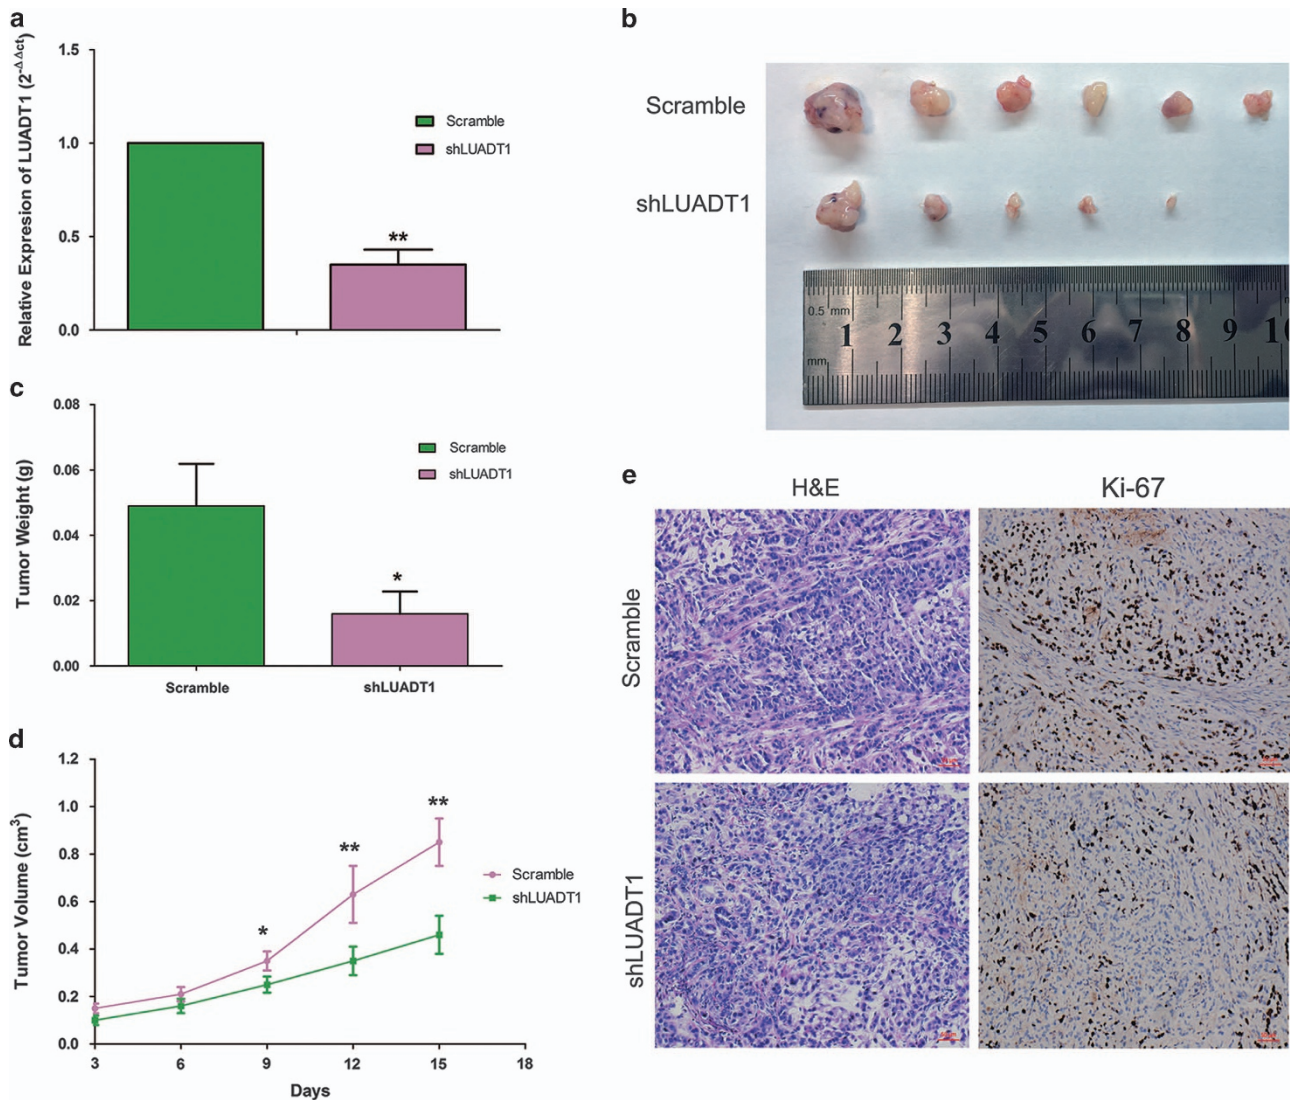 a
Relative Expression of LUADT1 (2-ΔΔct)
1.5
1.0
0.5
0.0
Scramble
shLUADT1
**
b
Scramble
shLUADT1
0.5 mm
1 2 3 4 5 6 7 8 9 10
mm
c
Tumor Weight (g)
0.08
0.06
0.04
0.02
0.00
Scramble
shLUADT1
*
Scramble
shLUADT1
d
Tumor Volume (cm3)
1.2
1.0
0.8
0.6
0.4
0.2
0.0
*
**
**
Scramble
shLUADT1
3 6 9 12 15 18
Days
e
H&E
Ki-67
Scramble
shLUADT1